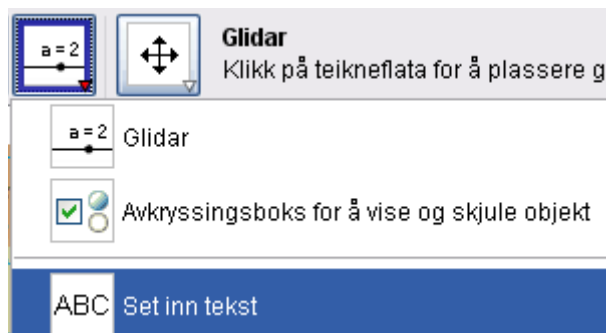 a = 2
Glidar
Klikk på teikneflata for å plassere g
a = 2
Glidar
Avkryssingsboks for å vise og skjule objekt
ABC
Set inn tekst